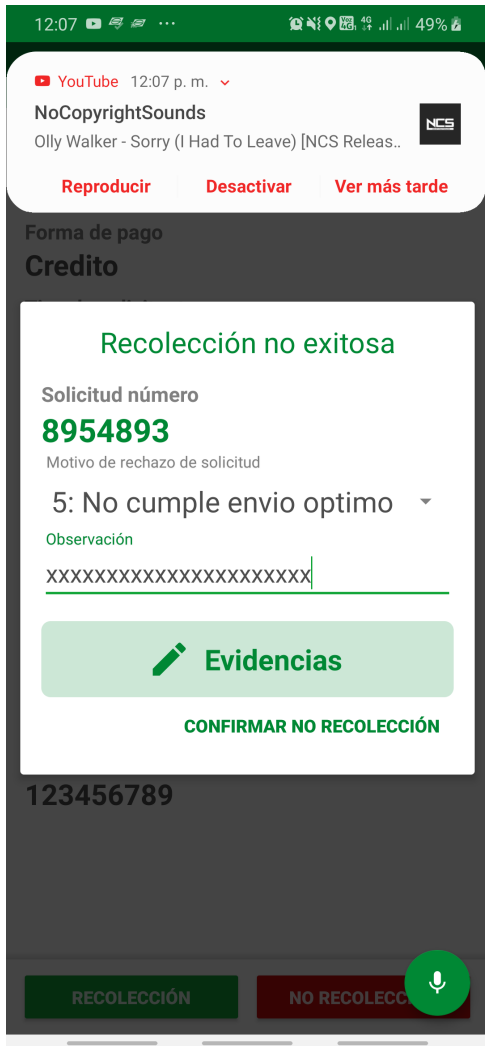 12:07
49%
YouTube 12:07 p. m.
NoCopyrightSounds
Olly Walker - Sorry (I Had To Leave) [NCS Releas..
NCS
Reproducir Desactivar Ver más tarde
Forma de pago
Credito
Recolección no exitosa
Solicitud número
8954893
Motivo de rechazo de solicitud
5: No cumple envio optimo
Observación
xxxxxxxxxxxxxxxxxxxxxx
Evidencias
CONFIRMAR NO RECOLECCIÓN
123456789
RECOLECCIÓN NO RECOLECC